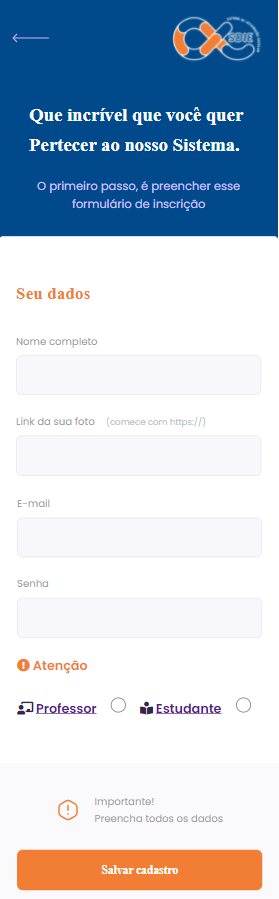 SDIE
Que incrível que você quer
Pertecer ao nosso Sistema.
O primeiro passo, é preencher esse
formulário de inscrição
Seu dados
Nome completo
Link da sua foto (comece com https://)
E-mail
Senha
Atenção
Professor Estudante
Importante!
Preencha todos os dados
Salvar cadastro